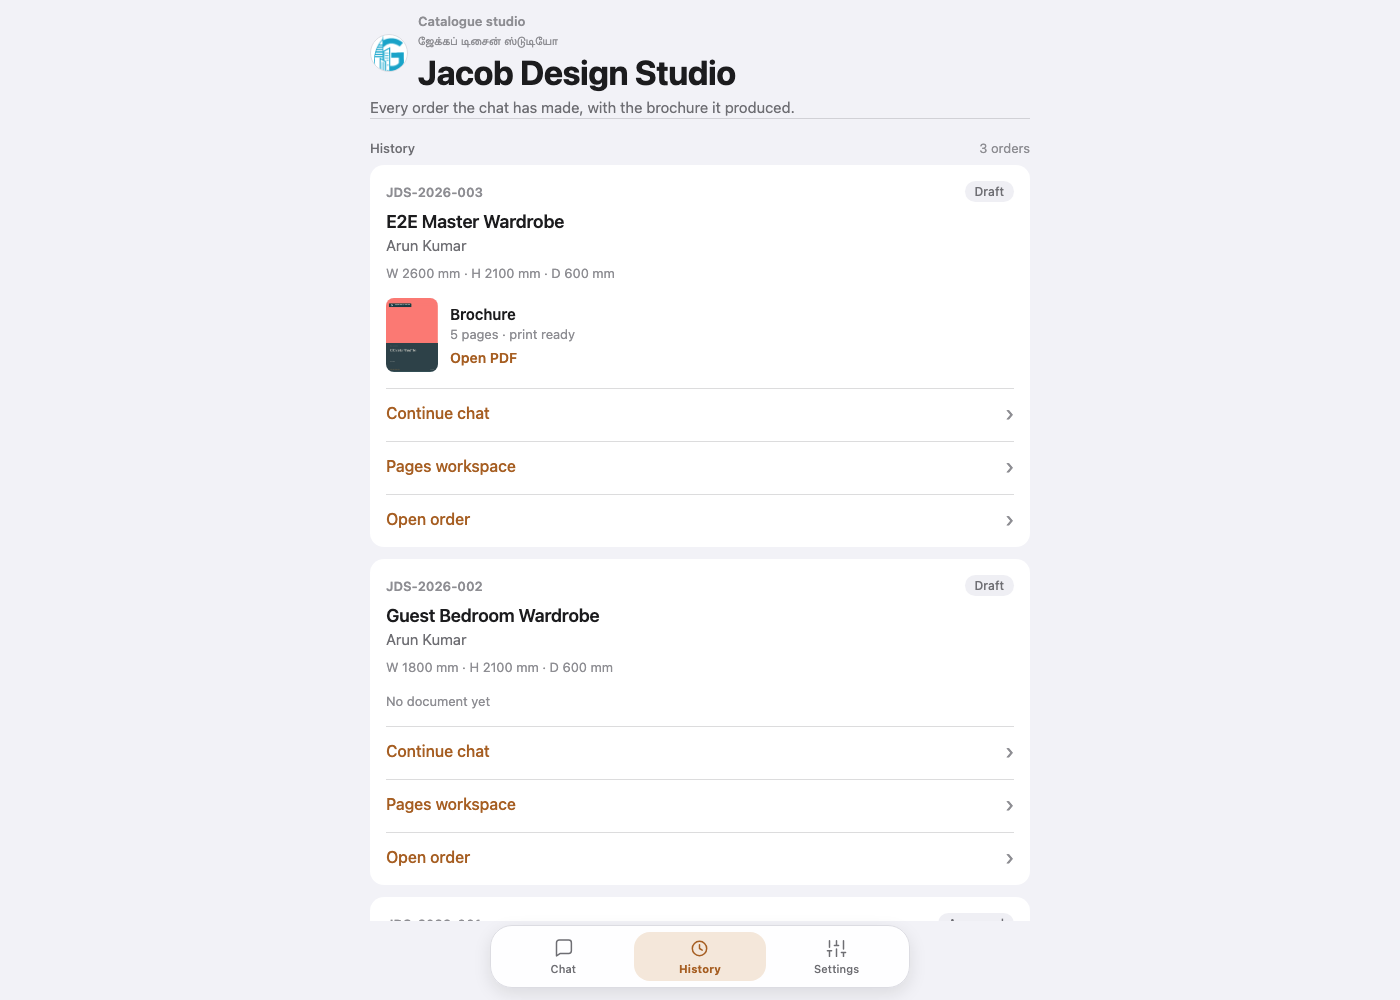 Catalogue studio
ஜேக்கப் டிசைன் ஸ்டுடியோ
Jacob Design Studio
Every order the chat has made, with the brochure it produced.
History
3 orders
JDS-2026-003
Draft
E2E Master Wardrobe
Arun Kumar
W 2600 mm · H 2100 mm · D 600 mm
Brochure
5 pages · print ready
Open PDF
Continue chat
Pages workspace
Open order
JDS-2026-002
Draft
Guest Bedroom Wardrobe
Arun Kumar
W 1800 mm · H 2100 mm · D 600 mm
No document yet
Continue chat
Pages workspace
Open order
Chat
History
Settings